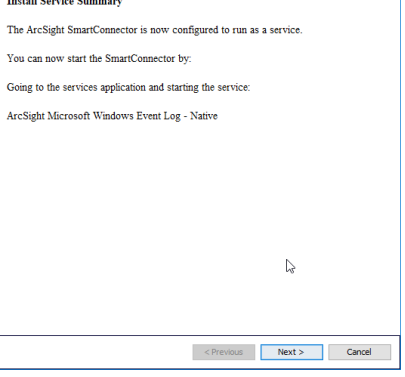 Install Service Summary
The ArcSight SmartConnector is now configured to run as a service.
You can now start the SmartConnector by:
Going to the services application and starting the service:
ArcSight Microsoft Windows Event Log - Native
< Previous
Next >
Cancel